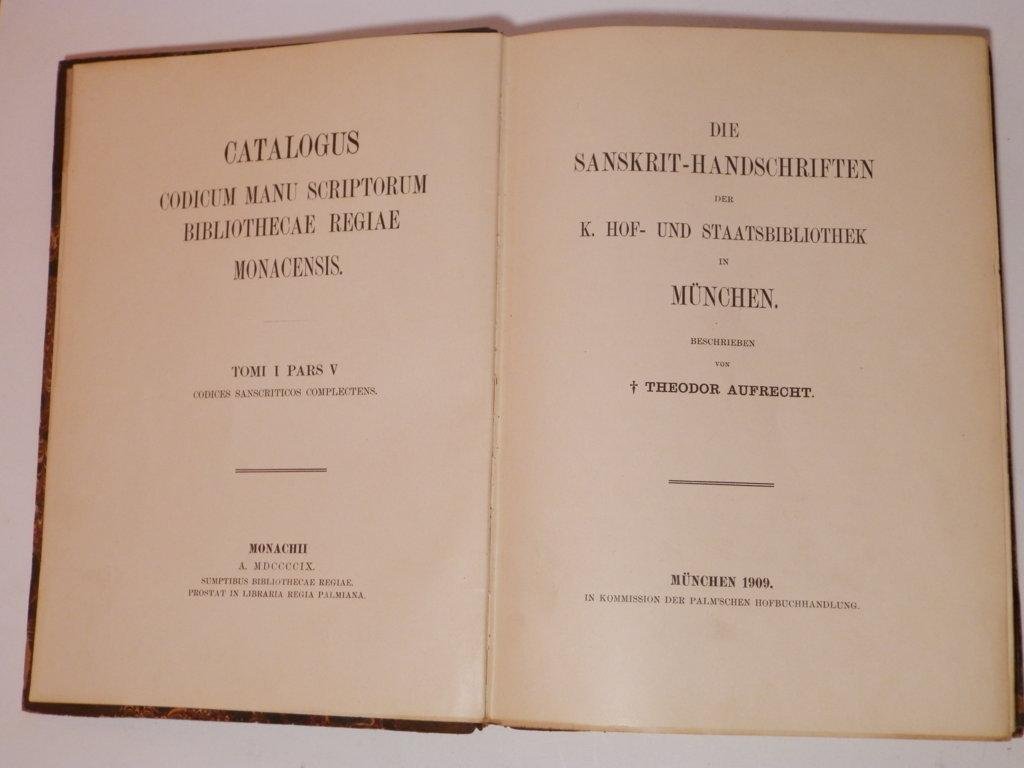 CATALOGUS
CODICUM MANU SCRIPTORUM
BIBLIOTHECAE REGIAE
MONACENSIS.
TOMI I PARS V
CODICES SANSCRITICOS COMPLECTENS.
MONACHII
A. MDCCCCIX.
SUMPTIBUS BIBLIOTHECAE REGIAE.
PROSTAT IN LIBRARIA REGIA PALMIANA.
DIE
SANSKRIT-HANDSCHRIFTEN
DER
K. HOF- UND STAATSBIBLIOTHEK
IN
MÜNCHEN.
BESCHRIEBEN
VON
† THEODOR AUFRECHT.
MÜNCHEN 1909.
IN KOMMISSION DER PALM'SCHEN HOFBUCHHANDLUNG.